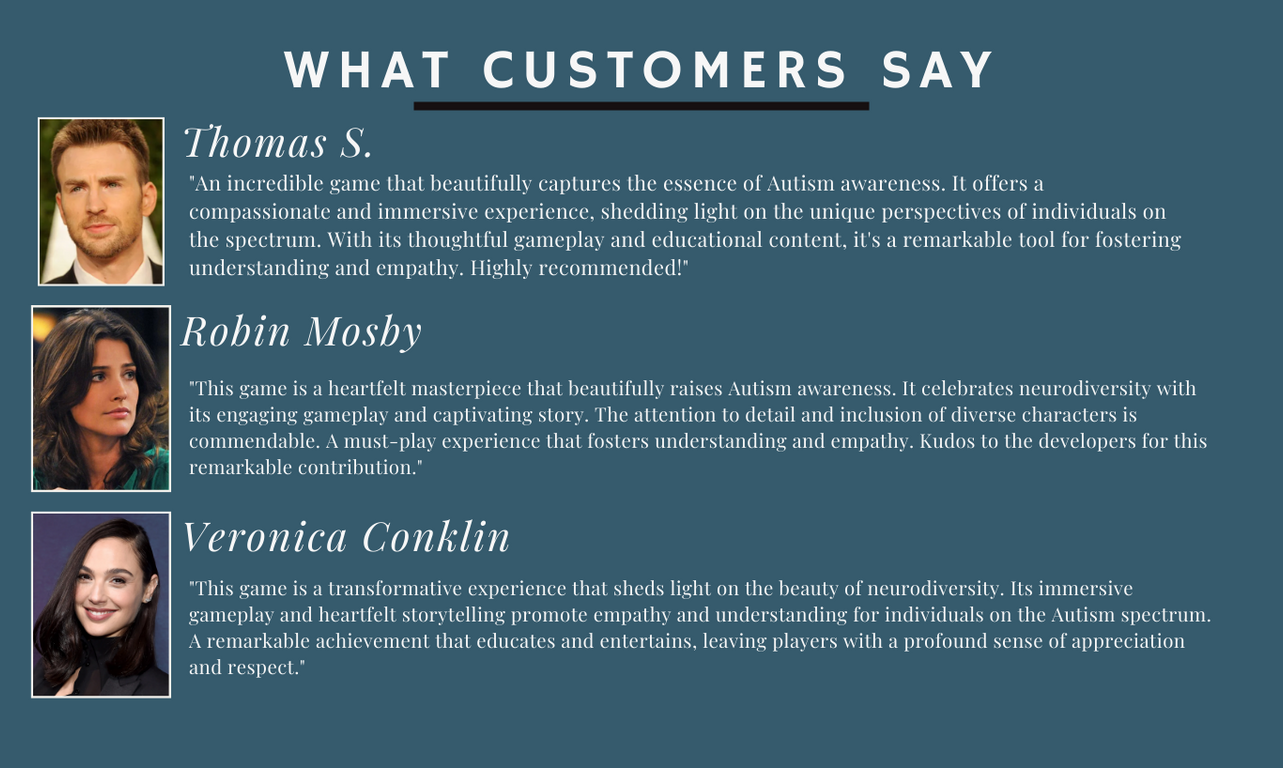 WHAT CUSTOMERS SAY
Thomas S.
"An incredible game that beautifully captures the essence of Autism awareness. It offers a
compassionate and immersive experience, shedding light on the unique perspectives of individuals on
the spectrum. With its thoughtful gameplay and educational content, it's a remarkable tool for fostering
understanding and empathy. Highly recommended!"
Robin Mosby
"This game is a heartfelt masterpiece that beautifully raises Autism awareness. It celebrates neurodiversity with
its engaging gameplay and captivating story. The attention to detail and inclusion of diverse characters is
commendable. A must-play experience that fosters understanding and empathy. Kudos to the developers for this
remarkable contribution."
Veronica Conklin
"This game is a transformative experience that sheds light on the beauty of neurodiversity. Its immersive
gameplay and heartfelt storytelling promote empathy and understanding for individuals on the Autism spectrum.
A remarkable achievement that educates and entertains, leaving players with a profound sense of appreciation
and respect."